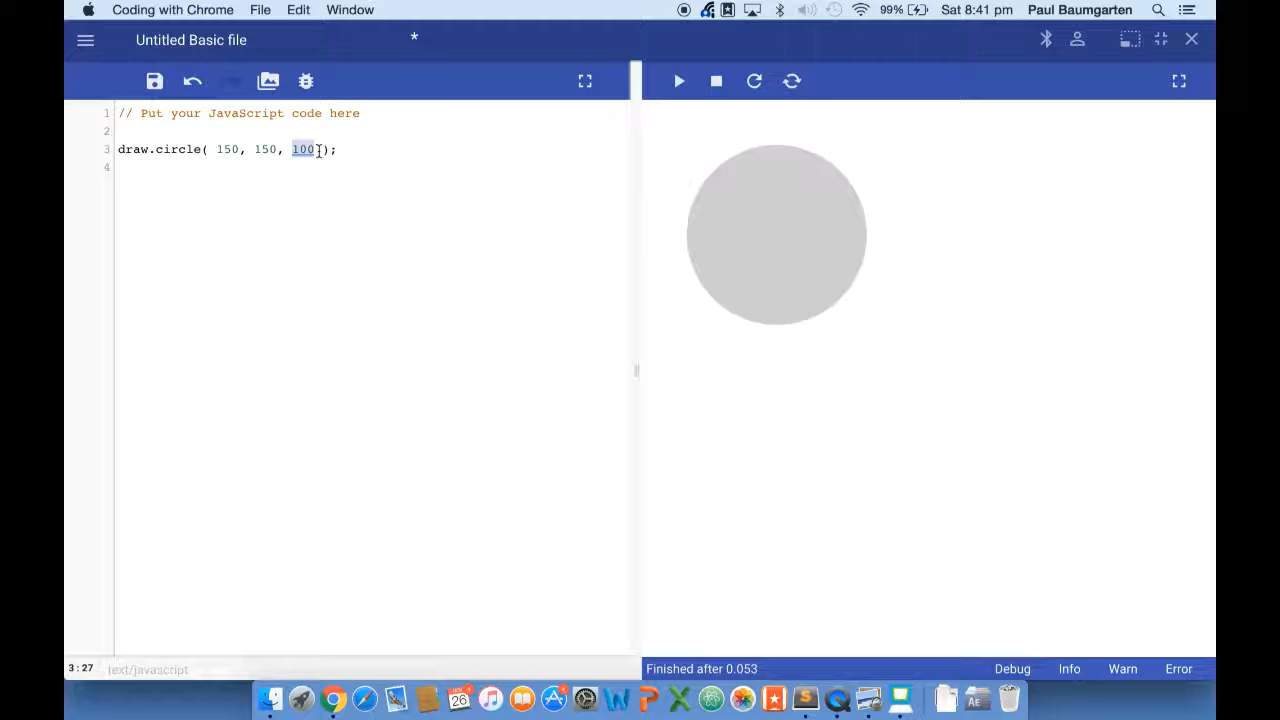 Coding with Chrome File Edit Window 99% Sat 8:41 pm Paul Baumgarten
Untitled Basic file *
1 // Put your JavaScript code here
2
3 draw.circle( 150, 150, 100 );
4
3:27 text/javascript
Finished after 0.053 Debug Info Warn Error
26